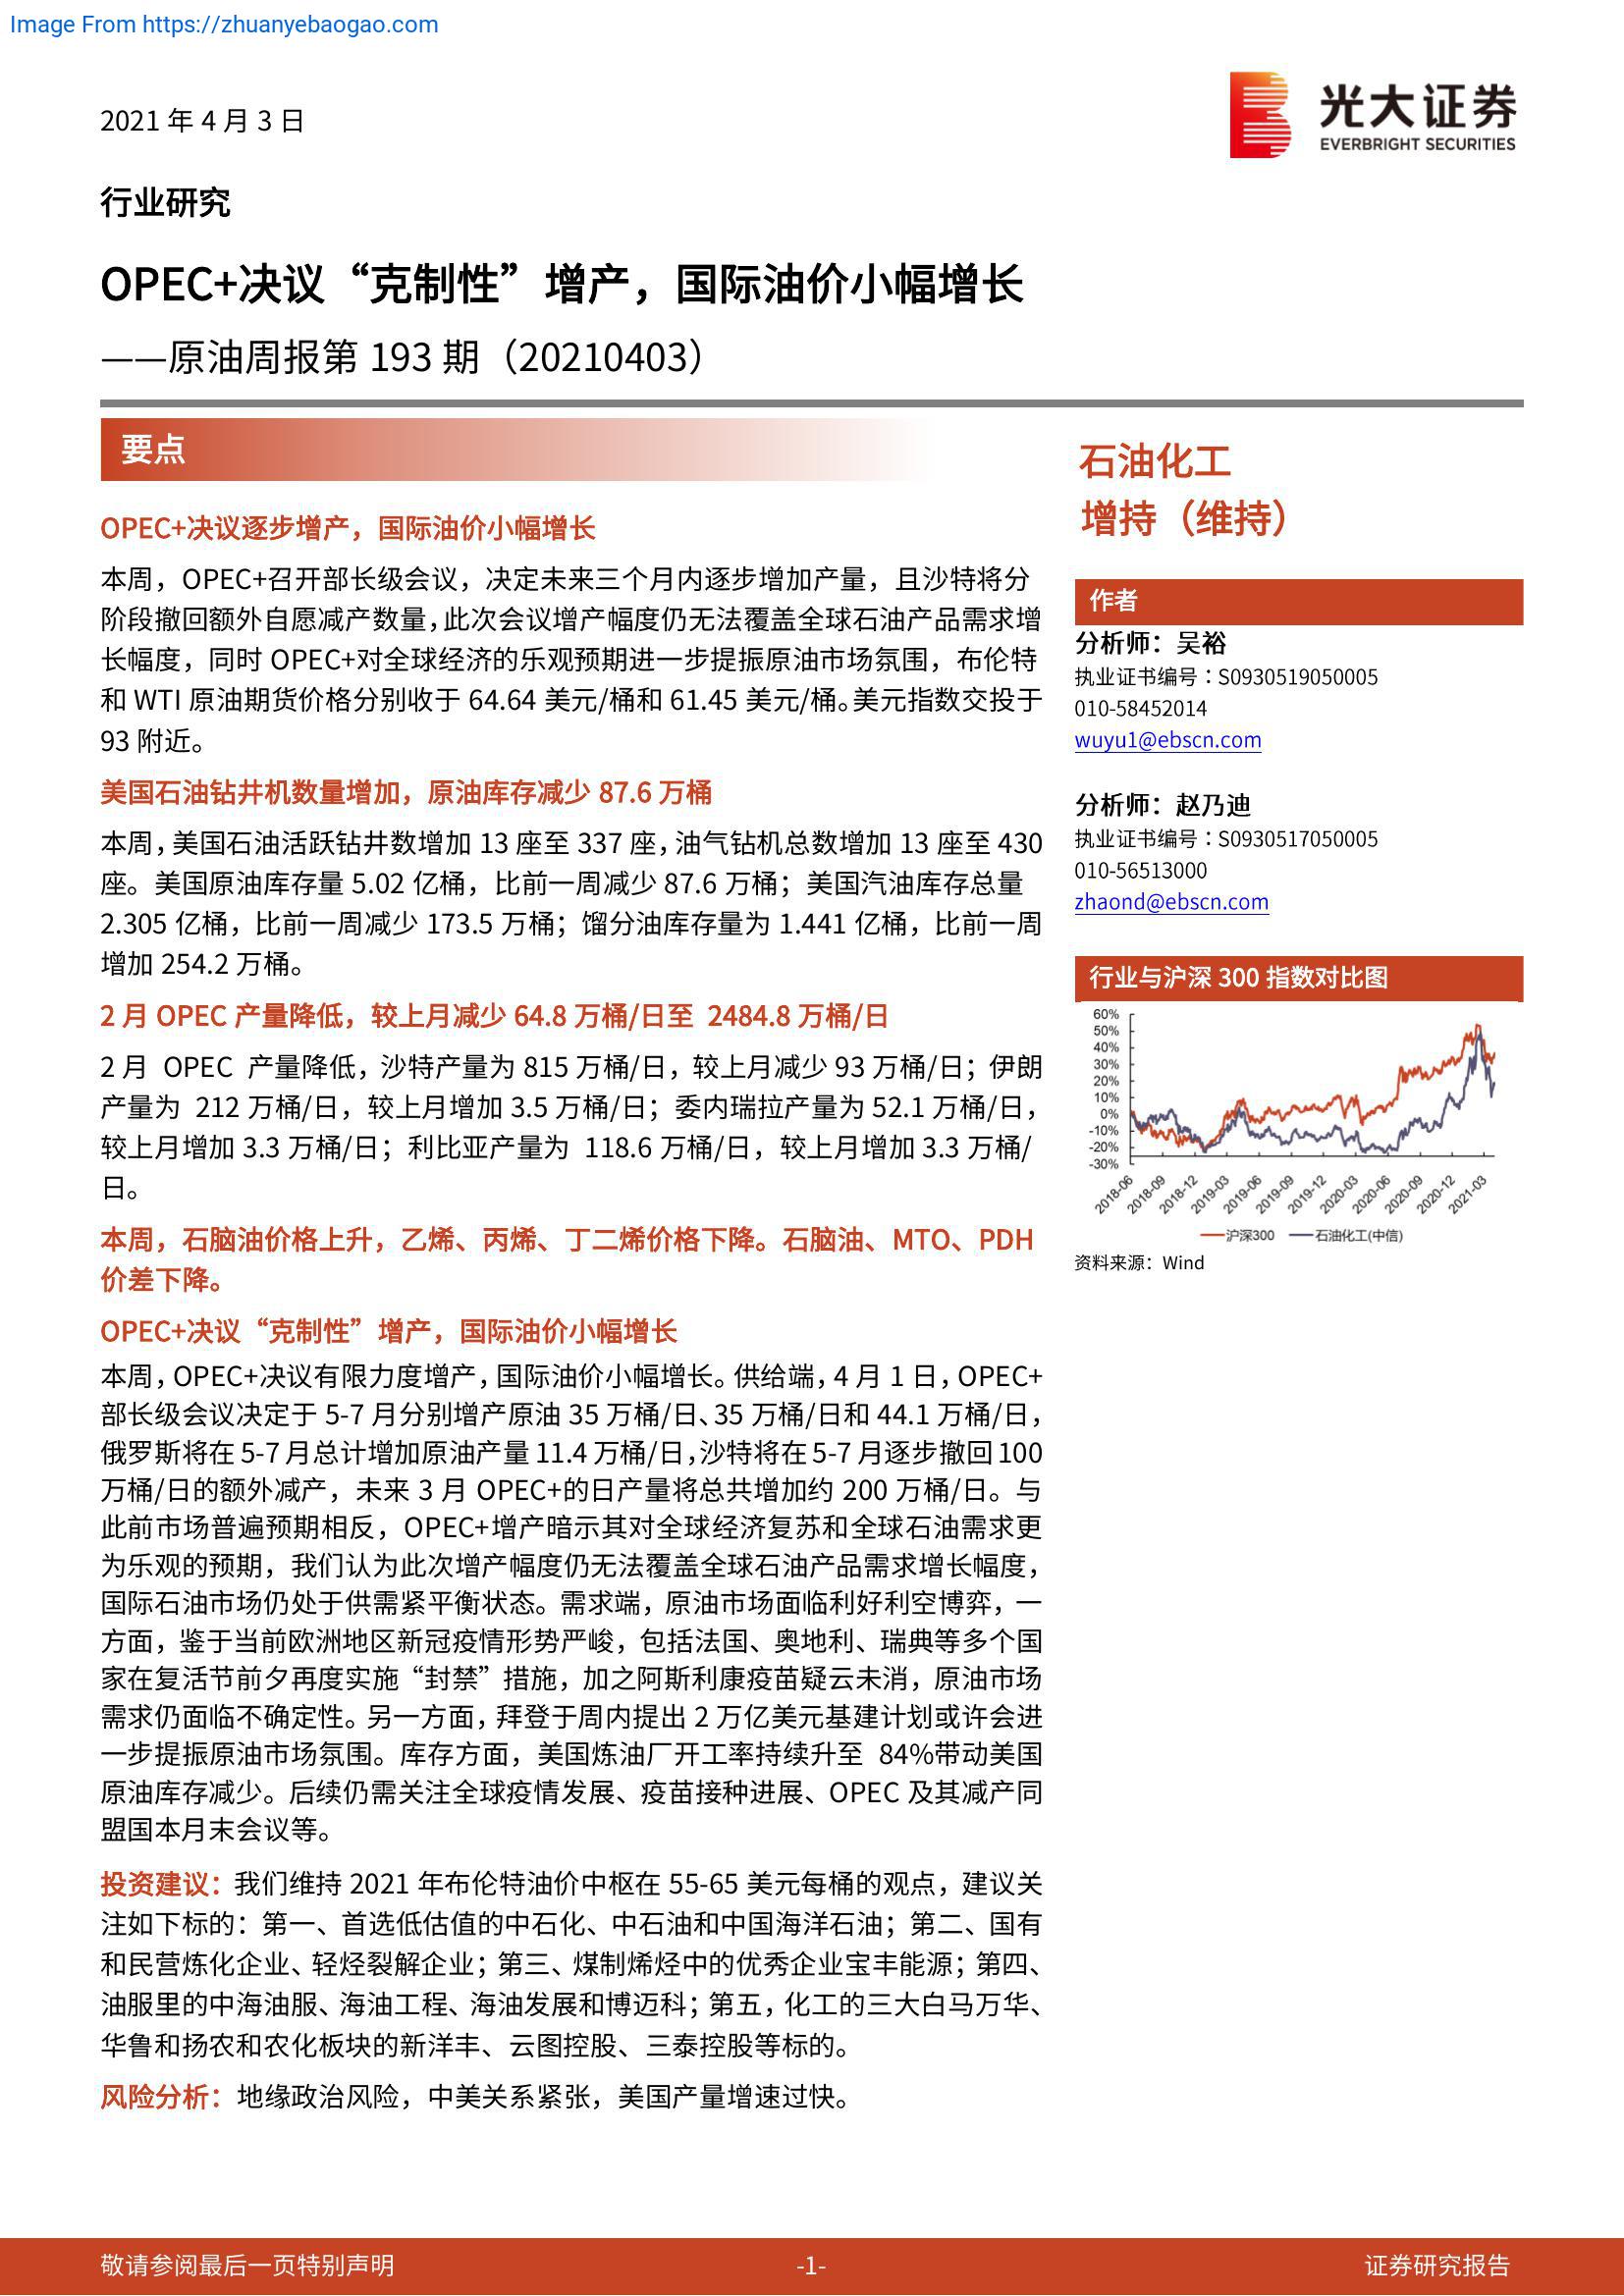 Image From https://zhuanyebaogao.com
2021 年 4 月 3 日
光大证券
EVERBRIGHT SECURITIES
行业研究
OPEC+决议“克制性”增产，国际油价小幅增长
——原油周报第 193 期（20210403）
要点
OPEC+决议逐步增产，国际油价小幅增长
本周，OPEC+召开部长级会议，决定未来三个月内逐步增加产量，且沙特将分
阶段撤回额外自愿减产数量，此次会议增产幅度仍无法覆盖全球石油产品需求增
长幅度，同时 OPEC+对全球经济的乐观预期进一步提振原油市场氛围，布伦特
和 WTI 原油期货价格分别收于 64.64 美元/桶和 61.45 美元/桶。美元指数交投于
93 附近。
美国石油钻井机数量增加，原油库存减少 87.6 万桶
本周，美国石油活跃钻井数增加 13 座至 337 座，油气钻机总数增加 13 座至 430
座。美国原油库存量 5.02 亿桶，比前一周减少 87.6 万桶；美国汽油库存总量
2.305 亿桶，比前一周减少 173.5 万桶；馏分油库存量为 1.441 亿桶，比前一周
增加 254.2 万桶。
2 月 OPEC 产量降低，较上月减少 64.8 万桶/日至 2484.8 万桶/日
2 月 OPEC 产量降低，沙特产量为 815 万桶/日，较上月减少 93 万桶/日；伊朗
产量为 212 万桶/日，较上月增加 3.5 万桶/日；委内瑞拉产量为 52.1 万桶/日，
较上月增加 3.3 万桶/日；利比亚产量为 118.6 万桶/日，较上月增加 3.3 万桶/
日。
本周，石脑油价格上升，乙烯、丙烯、丁二烯价格下降。石脑油、MTO、PDH
价差下降。
OPEC+决议“克制性”增产，国际油价小幅增长
本周，OPEC+决议有限力度增产，国际油价小幅增长。供给端，4 月 1 日，OPEC+
部长级会议决定于 5-7 月分别增产原油 35 万桶/日、35 万桶/日和 44.1 万桶/日，
俄罗斯将在 5-7 月总计增加原油产量 11.4 万桶/日，沙特将在 5-7 月逐步撤回 100
万桶/日的额外减产，未来 3 月 OPEC+的日产量将总共增加约 200 万桶/日。与
此前市场普遍预期相反，OPEC+增产暗示其对全球经济复苏和全球石油需求更
为乐观的预期，我们认为此次增产幅度仍无法覆盖全球石油产品需求增长幅度，
国际石油市场仍处于供需紧平衡状态。需求端，原油市场面临利好利空博弈，一
方面，鉴于当前欧洲地区新冠疫情形势严峻，包括法国、奥地利、瑞典等多个国
家在复活节前夕再度实施“封禁”措施，加之阿斯利康疫苗疑云未消，原油市场
需求仍面临不确定性。另一方面，拜登于周内提出 2 万亿美元基建计划或许会进
一步提振原油市场氛围。库存方面，美国炼油厂开工率持续升至 84%带动美国
原油库存减少。后续仍需关注全球疫情发展、疫苗接种进展、OPEC 及其减产同
盟国本月末会议等。
投资建议：我们维持 2021 年布伦特油价中枢在 55-65 美元每桶的观点，建议关
注如下标的：第一、首选低估值的中石化、中石油和中国海洋石油；第二、国有
和民营炼化企业、轻烃裂解企业；第三、煤制烯烃中的优秀企业宝丰能源；第四、
油服里的中海油服、海油工程、海油发展和博迈科；第五，化工的三大白马万华、
华鲁和扬农和农化板块的新洋丰、云图控股、三泰控股等标的。
风险分析：地缘政治风险，中美关系紧张，美国产量增速过快。
石油化工
增持（维持）
作者
分析师：吴裕
执业证书编号：S0930519050005
010-58452014
wuyu1@ebscn.com
分析师：赵乃迪
执业证书编号：S0930517050005
010-56513000
zhaond@ebscn.com
行业与沪深 300 指数对比图
60%
50%
40%
30%
20%
10%
0%
-10%
-20%
-30%
2018-06
2018-09
2018-12
2019-03
2019-06
2019-09
2019-12
2020-03
2020-06
2020-09
2020-12
2021-03
沪深300 石油化工(中信)
资料来源：Wind
敬请参阅最后一页特别声明
-1-
证券研究报告